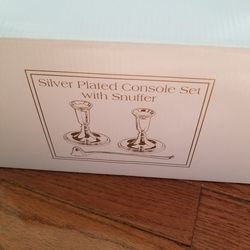 Silver Plated Console Set
with Snuffer